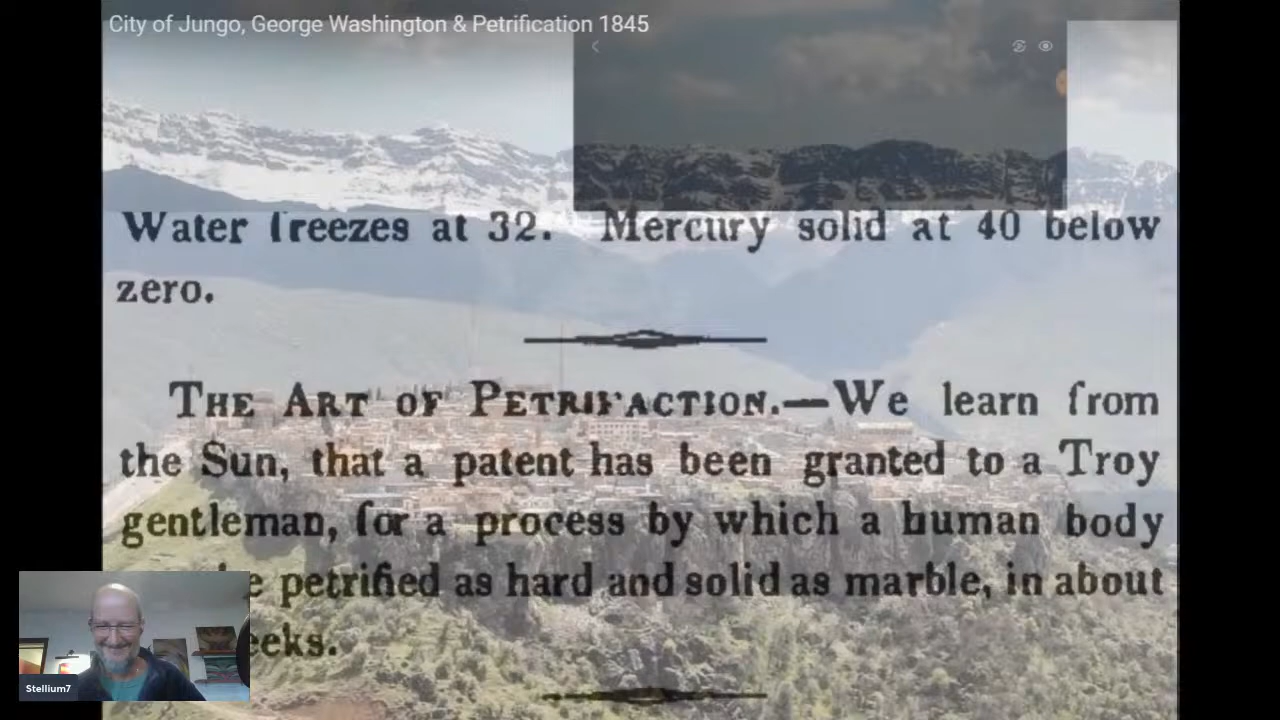 City of Jungo, George Washington & Petrification 1845
Water freezes at 32. Mercury solid at 40 below
zero.
THE ART OF PETRIFACTION.—We learn from
the Sun, that a patent has been granted to a Troy
gentleman, for a process by which a human body
petrified as hard and solid as marble, in about
Stellium7